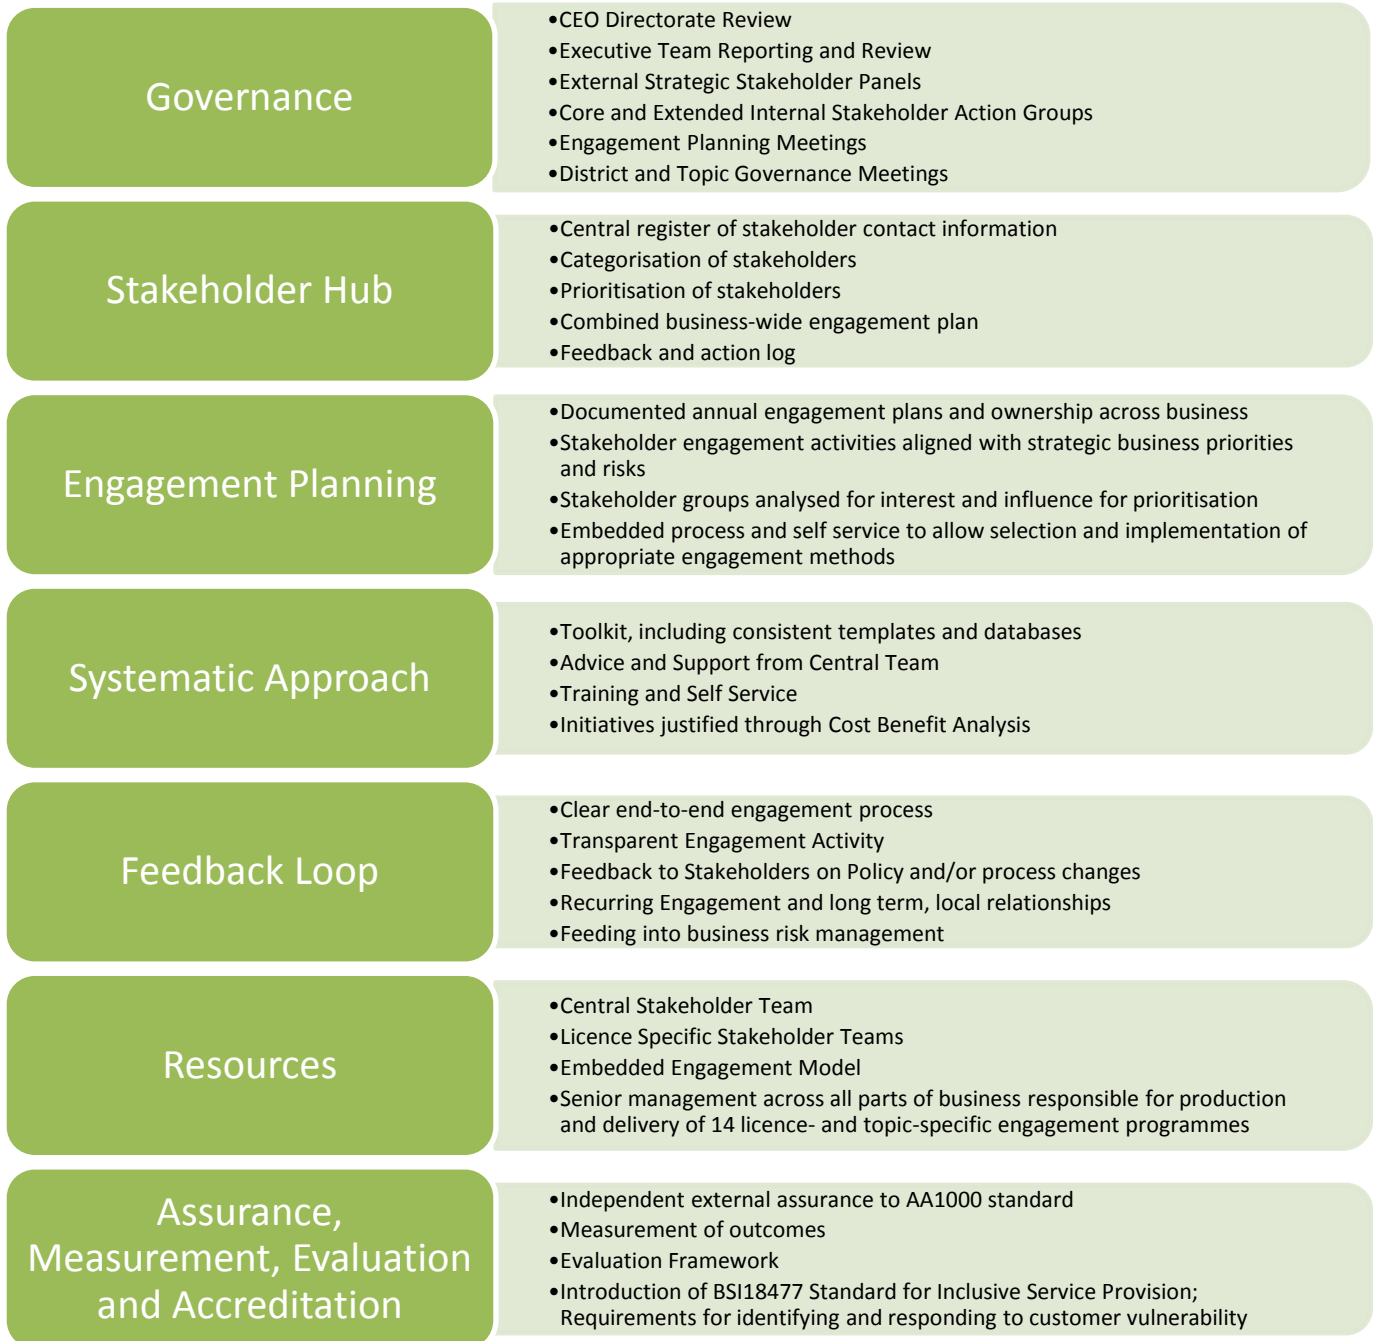 Governance
•CEO Directorate Review
•Executive Team Reporting and Review
•External Strategic Stakeholder Panels
•Core and Extended Internal Stakeholder Action Groups
•Engagement Planning Meetings
•District and Topic Governance Meetings
Stakeholder Hub
•Central register of stakeholder contact information
•Categorisation of stakeholders
•Prioritisation of stakeholders
•Combined business-wide engagement plan
•Feedback and action log
Engagement Planning
•Documented annual engagement plans and ownership across business
•Stakeholder engagement activities aligned with strategic business priorities
and risks
•Stakeholder groups analysed for interest and influence for prioritisation
•Embedded process and self service to allow selection and implementation of
appropriate engagement methods
Systematic Approach
•Toolkit, including consistent templates and databases
•Advice and Support from Central Team
•Training and Self Service
•Initiatives justified through Cost Benefit Analysis
Feedback Loop
•Clear end-to-end engagement process
•Transparent Engagement Activity
•Feedback to Stakeholders on Policy and/or process changes
•Recurring Engagement and long term, local relationships
•Feeding into business risk management
Resources
•Central Stakeholder Team
•Licence Specific Stakeholder Teams
•Embedded Engagement Model
•Senior management across all parts of business responsible for production
and delivery of 14 licence- and topic-specific engagement programmes
Assurance,
Measurement, Evaluation
and Accreditation
•Independent external assurance to AA1000 standard
•Measurement of outcomes
•Evaluation Framework
•Introduction of BSI18477 Standard for Inclusive Service Provision;
Requirements for identifying and responding to customer vulnerability